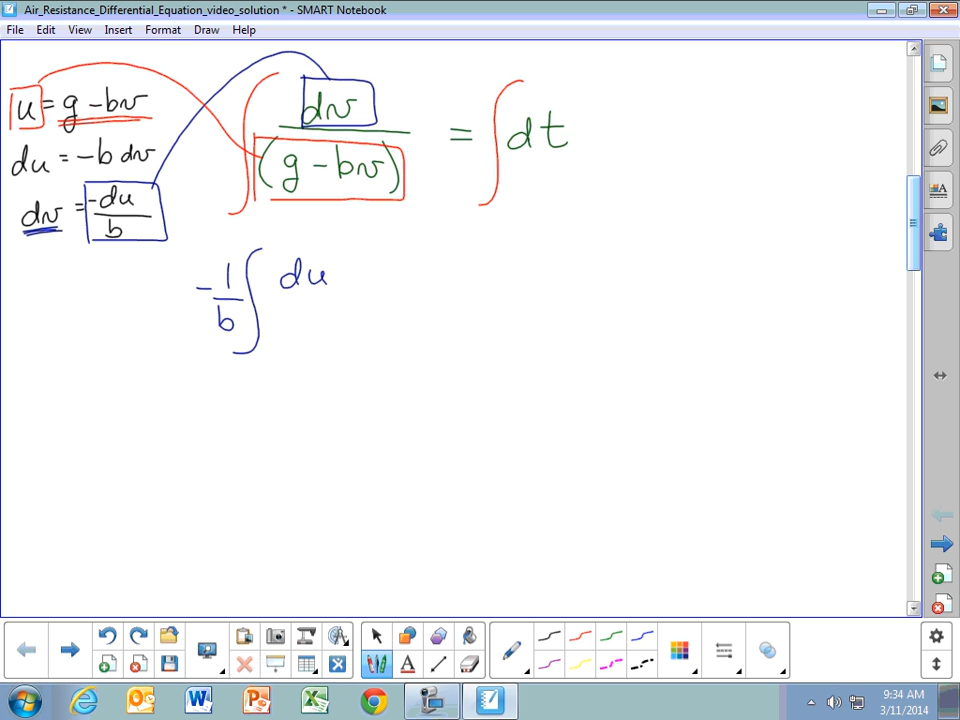 Air_Resistance_Differential_Equation_video_solution * - SMART Notebook
File Edit View Insert Format Draw Help
u = g - bv
du = -b dv
dv = -du / b
∫ dv / (g - bv) = ∫ dt
-1/b ∫ du
9:34 AM
3/11/2014